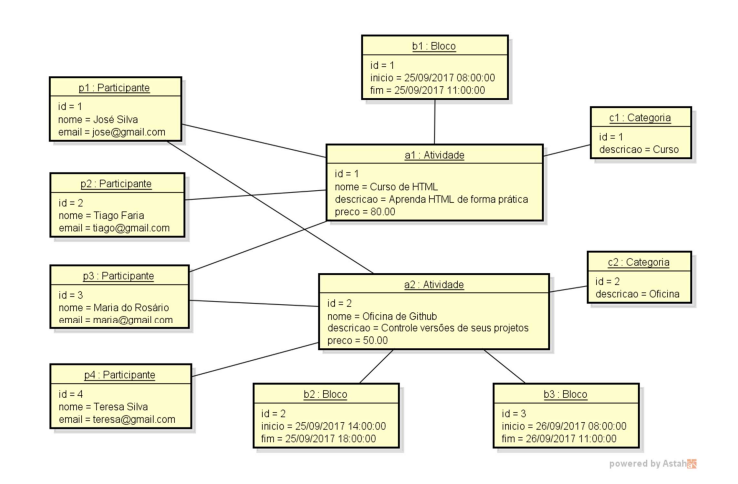 b1 : Bloco
id = 1
inicio = 25/09/2017 08:00:00
fim = 25/09/2017 11:00:00
p1 : Participante
id = 1
nome = José Silva
email = jose@gmail.com
c1 : Categoria
id = 1
descricao = Curso
a1 : Atividade
id = 1
nome = Curso de HTML
descricao = Aprenda HTML de forma prática
preco = 80.00
p2 : Participante
id = 2
nome = Tiago Faria
email = tiago@gmail.com
p3 : Participante
id = 3
nome = Maria do Rosário
email = maria@gmail.com
c2 : Categoria
id = 2
descricao = Oficina
a2 : Atividade
id = 2
nome = Oficina de Github
descricao = Controle versões de seus projetos
preco = 50.00
p4 : Participante
id = 4
nome = Teresa Silva
email = teresa@gmail.com
b2 : Bloco
id = 2
inicio = 25/09/2017 14:00:00
fim = 25/09/2017 18:00:00
b3 : Bloco
id = 3
inicio = 26/09/2017 08:00:00
fim = 26/09/2017 11:00:00
powered by Astah